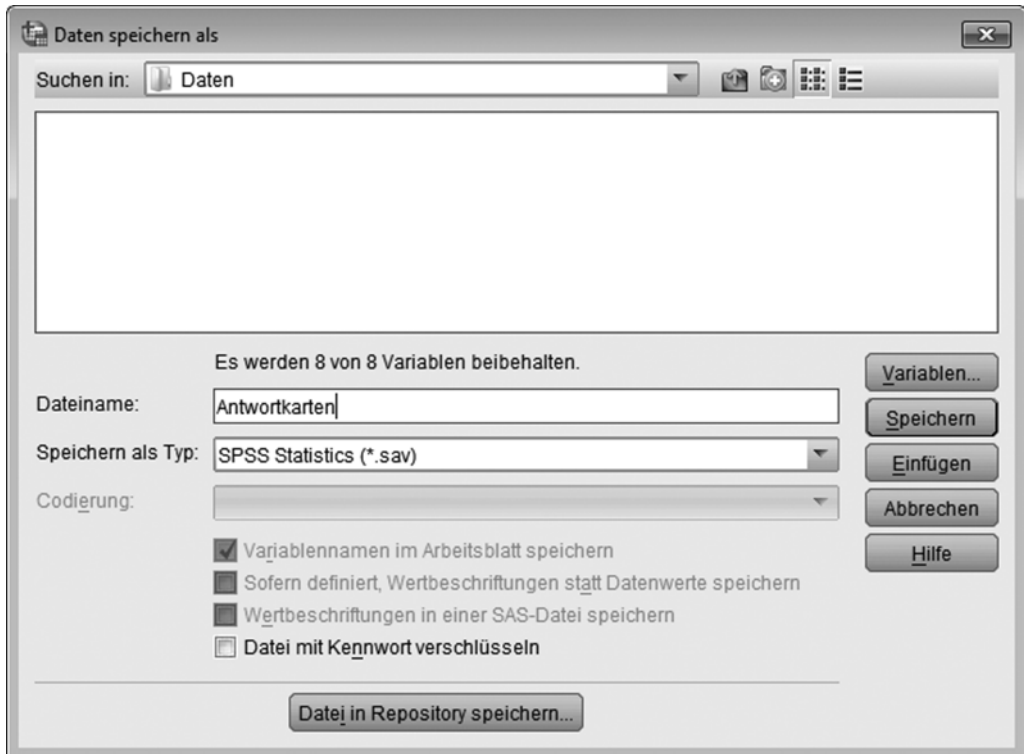 Daten speichern als
Suchen in: Daten
Es werden 8 von 8 Variablen beibehalten.
Variablen...
Dateiname: Antwortkarten
Speichern
Speichern als Typ: SPSS Statistics (*.sav)
Einfügen
Codierung:
Abbrechen
Variablennamen im Arbeitsblatt speichern
Hilfe
Sofern definiert, Wertbeschriftungen statt Datenwerte speichern
Wertbeschriftungen in einer SAS-Datei speichern
Datei mit Kennwort verschlüsseln
Datei in Repository speichern...